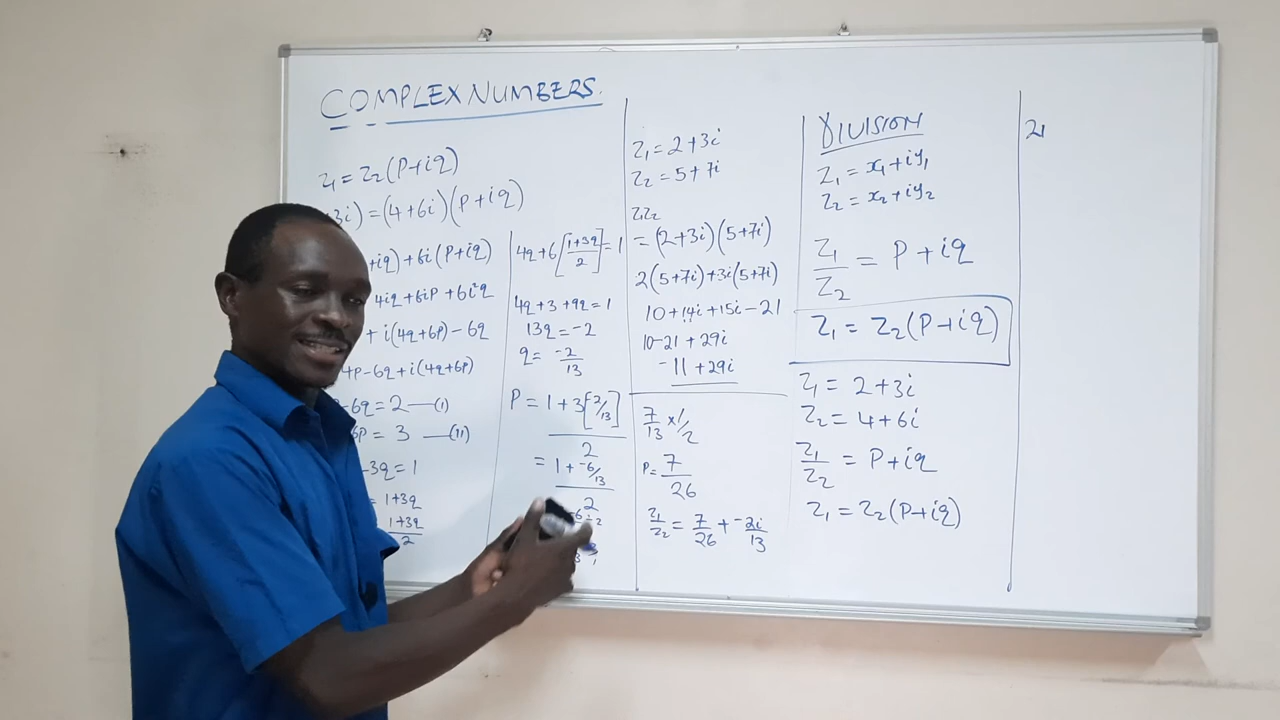 COMPLEX NUMBERS.
z₁ = z₂(P+iq)
3i) = (4+6i)(P+iq)
+iq) + 6i(P+iq)
4iq + 6iP + 6i²q
+ i(4q+6P) - 6q
4P-6q + i(4q+6P)
-6q = 2 —(i)
6P = 3 —(ii)
-3q = 1
= 1+3q
1+3q
2
4q + 6[1+3q/2] = 1
4q + 3 + 9q = 1
13q = -2
q = -2/13
P = 1 + 3[-2/13]
2
= 1 + -6/13
2
z₁ = 2+3i
z₂ = 5+7i
z₁z₂
= (2+3i)(5+7i)
2(5+7i)+3i(5+7i)
10+14i+15i-21
10-21+29i
-11+29i
7/13 x 1/2
P = 7/26
z₁/z₂ = 7/26 + -2i/13
DIVISION
z₁ = x₁+iy₁
z₂ = x₂+iy₂
z₁/z₂ = P+iq
z₁ = z₂(P+iq)
z₁ = 2+3i
z₂ = 4+6i
z₁/z₂ = P+iq
z₁ = z₂(P+iq)
z₁